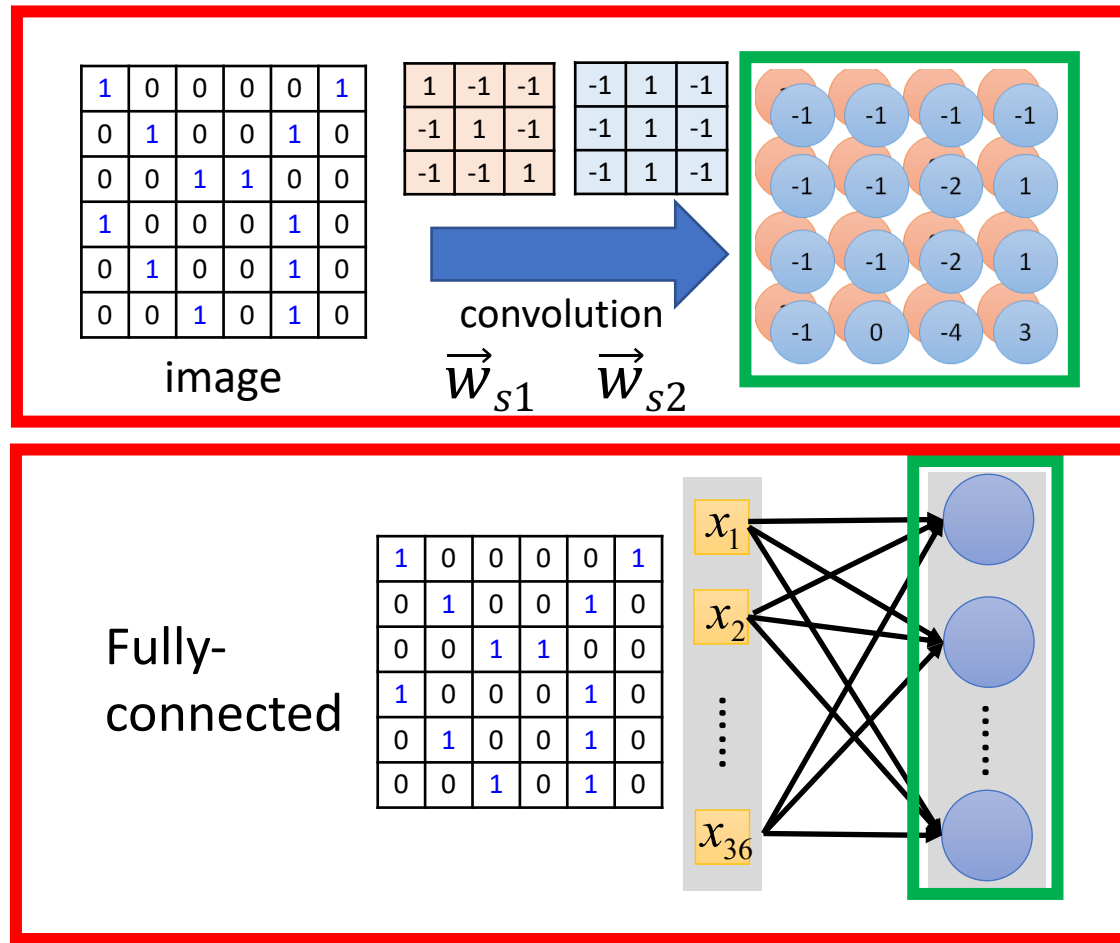 1 0 0 0 0 1
0 1 0 0 1 0
0 0 1 1 0 0
1 0 0 0 1 0
0 1 0 0 1 0
0 0 1 0 1 0
image
1 -1 -1
-1 1 -1
-1 -1 1
-1 1 -1
-1 1 -1
-1 1 -1
convolution
w⃗s1 w⃗s2
-1 -1 -1 -1
-1 -1 -2 1
-1 -1 -2 1
-1 0 -4 3
Fully-
connected
1 0 0 0 0 1
0 1 0 0 1 0
0 0 1 1 0 0
1 0 0 0 1 0
0 1 0 0 1 0
0 0 1 0 1 0
x1
x2
......
x36
......